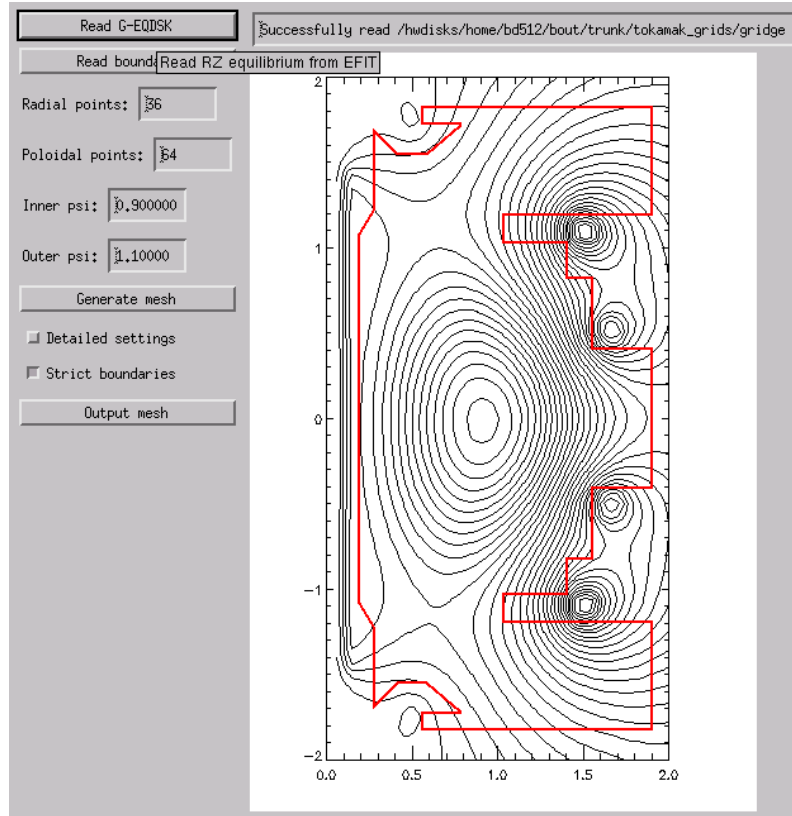 Read G-EQDSK
Successfully read /hwdisks/home/bd512/bout/trunk/tokamak_grids/gridge
Read bounda
Read RZ equilibrium from EFIT
Radial points: 36
Poloidal points: 64
Inner psi: 0.900000
Outer psi: 1.10000
Generate mesh
Detailed settings
Strict boundaries
Output mesh
2
1
0
-1
-2
0.0 0.5 1.0 1.5 2.0